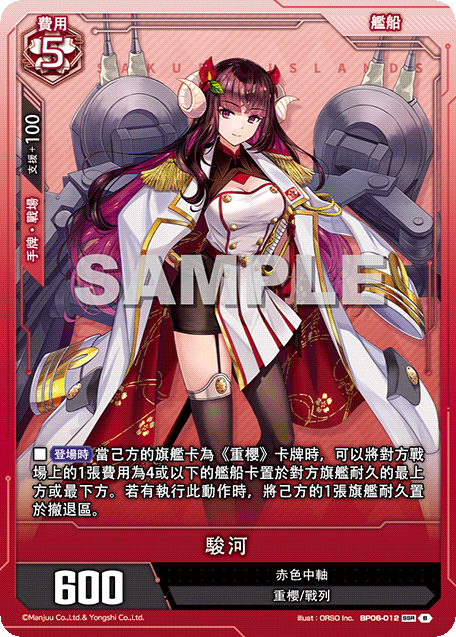 費用
5
艦船
SAKURA ISLANDS
支援+100
手牌・戰場
SAMPLE
■ 登場時 當己方的旗艦卡為《重櫻》卡牌時，可以將對方戰
場上的1張費用為4或以下的艦船卡置於對方旗艦耐久的最上
方或最下方。若有執行此動作時，將己方的1張旗艦耐久置
於撤退區。
駿河
600
赤色中軸
重櫻/戰列
©Manjuu Co.,Ltd.& Yongshi Co.,Ltd.
Illust : ORSO Inc. BP06-012 SSR B